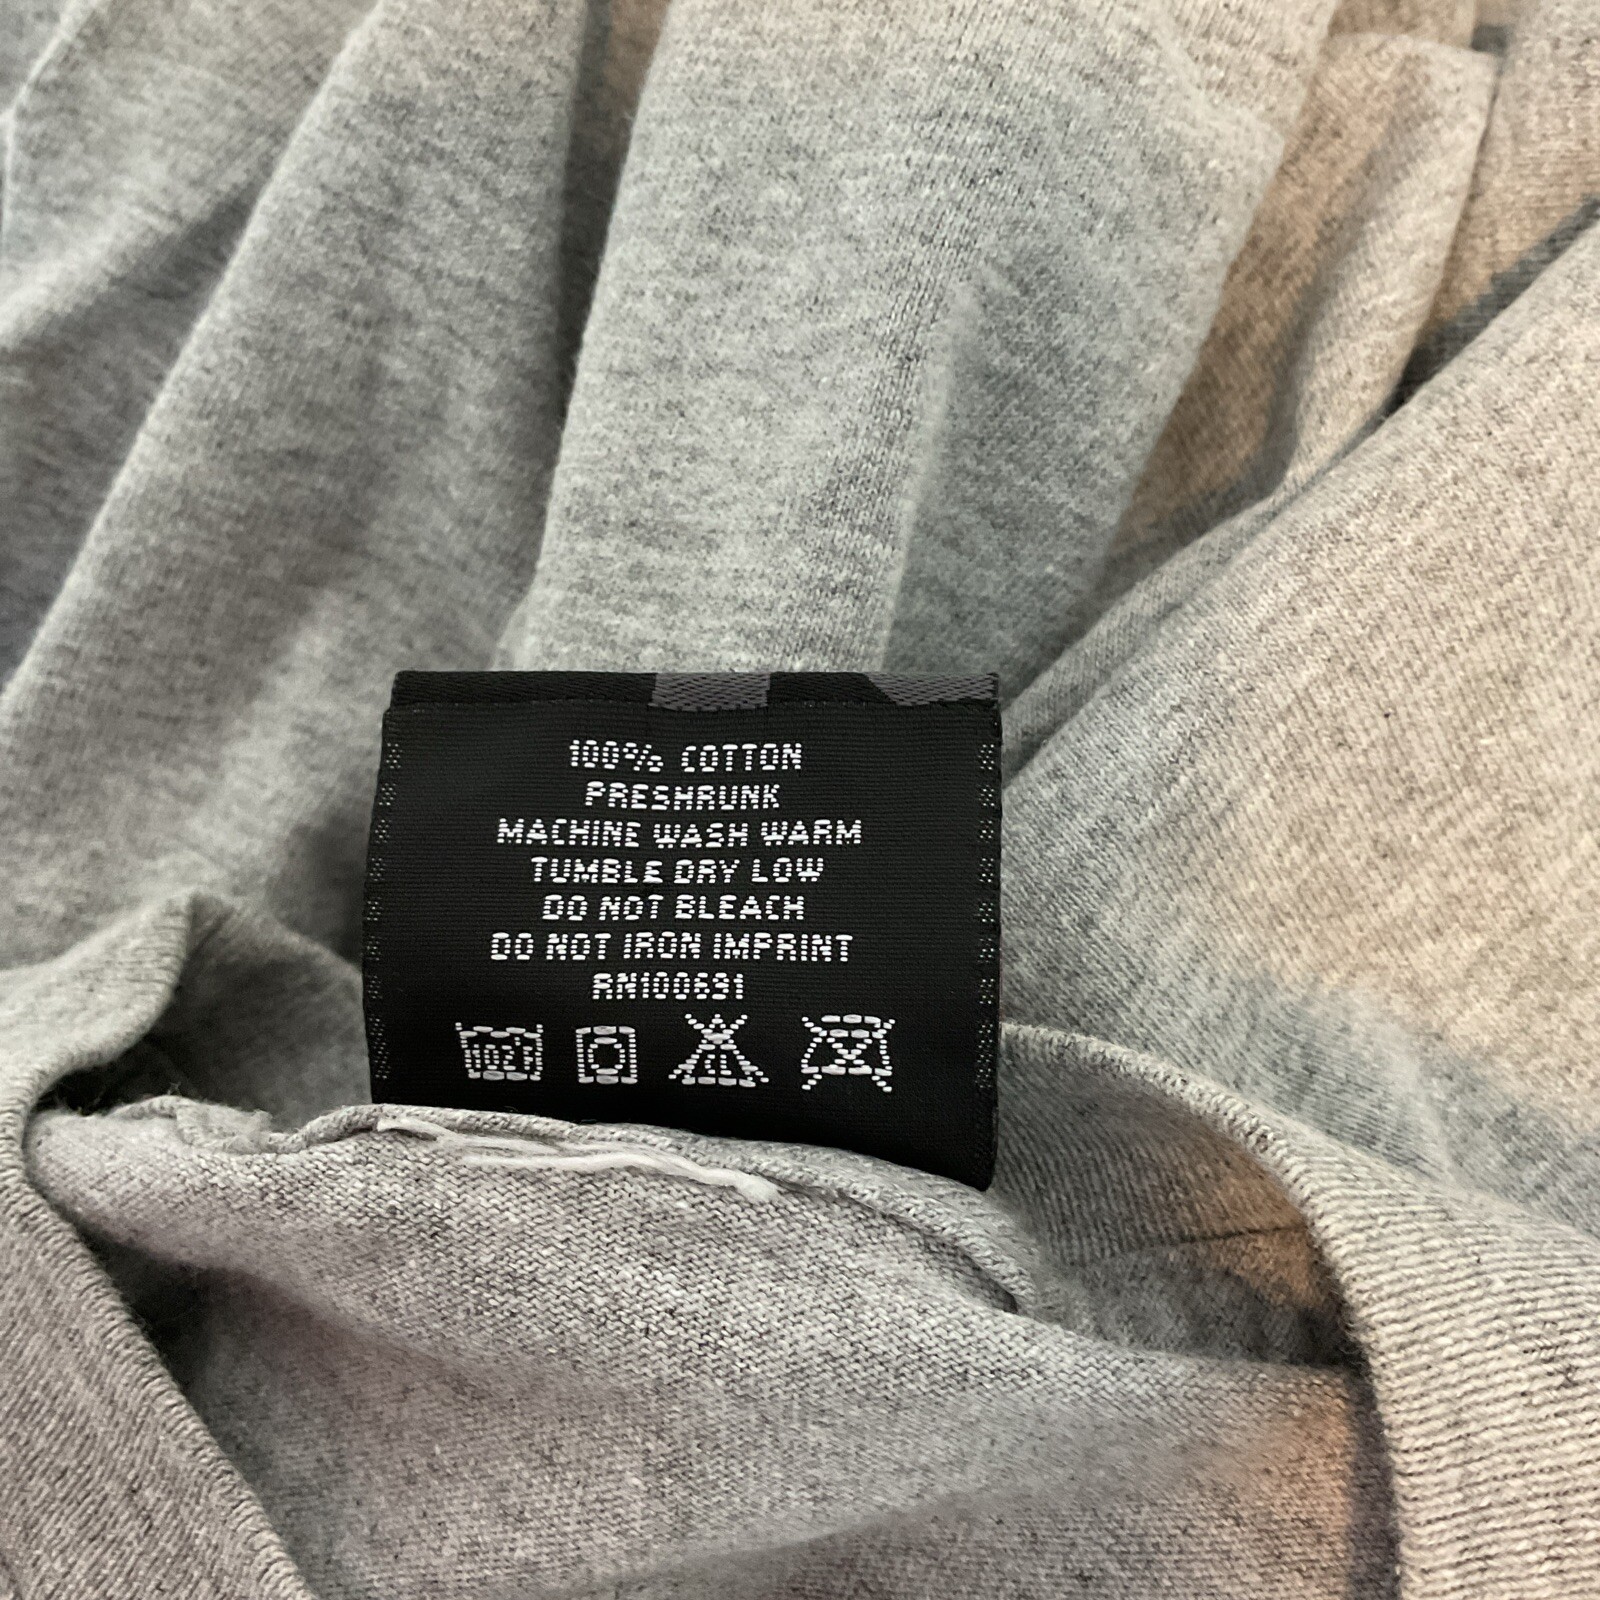 100% COTTON
PRESHRUNK
MACHINE WASH WARM
TUMBLE DRY LOW
DO NOT BLEACH
DO NOT IRON IMPRINT
RN100691